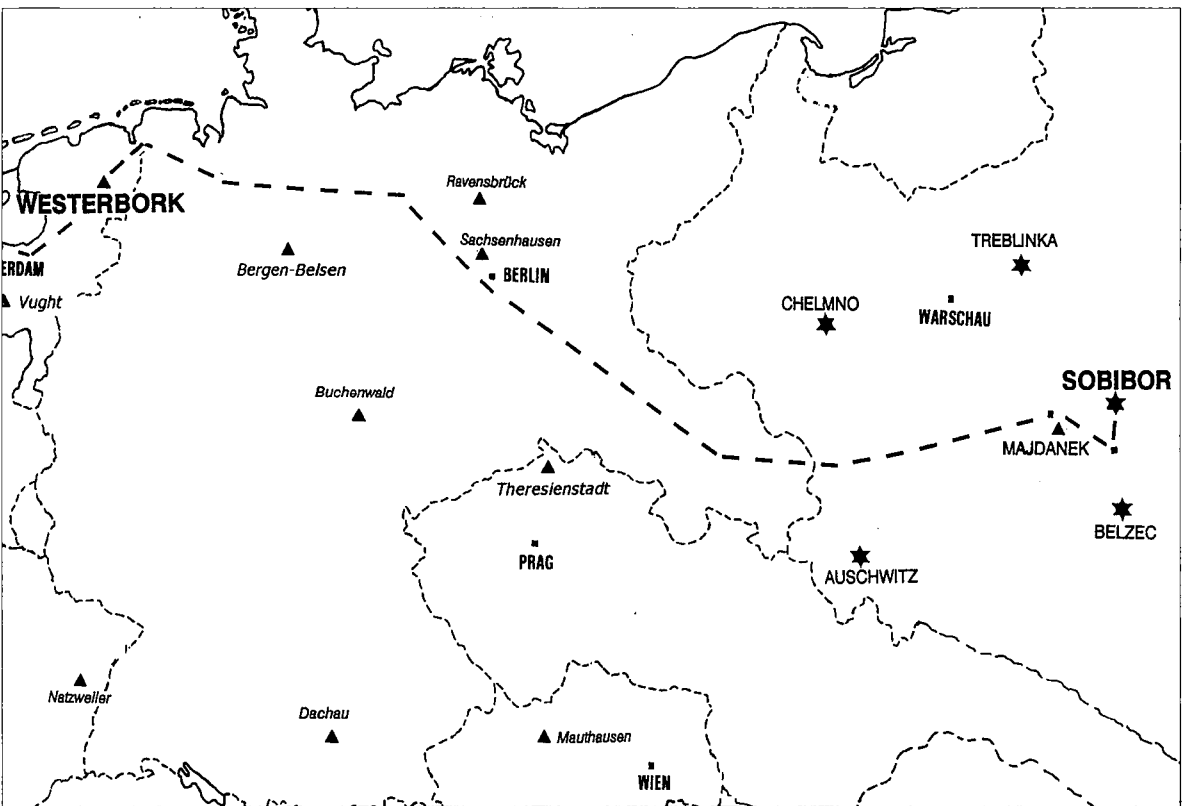 Ravensbrück
WESTERBORK
Sachsenhausen
TREBLINKA
ERDAM
Bergen-Belsen
BERLIN
Vught
CHELMNO
WARSCHAU
SOBIBOR
Buchenwald
MAJDANEK
Theresienstadt
BELZEC
PRAG
AUSCHWITZ
Natzweiler
Dachau
Mauthausen
WIEN